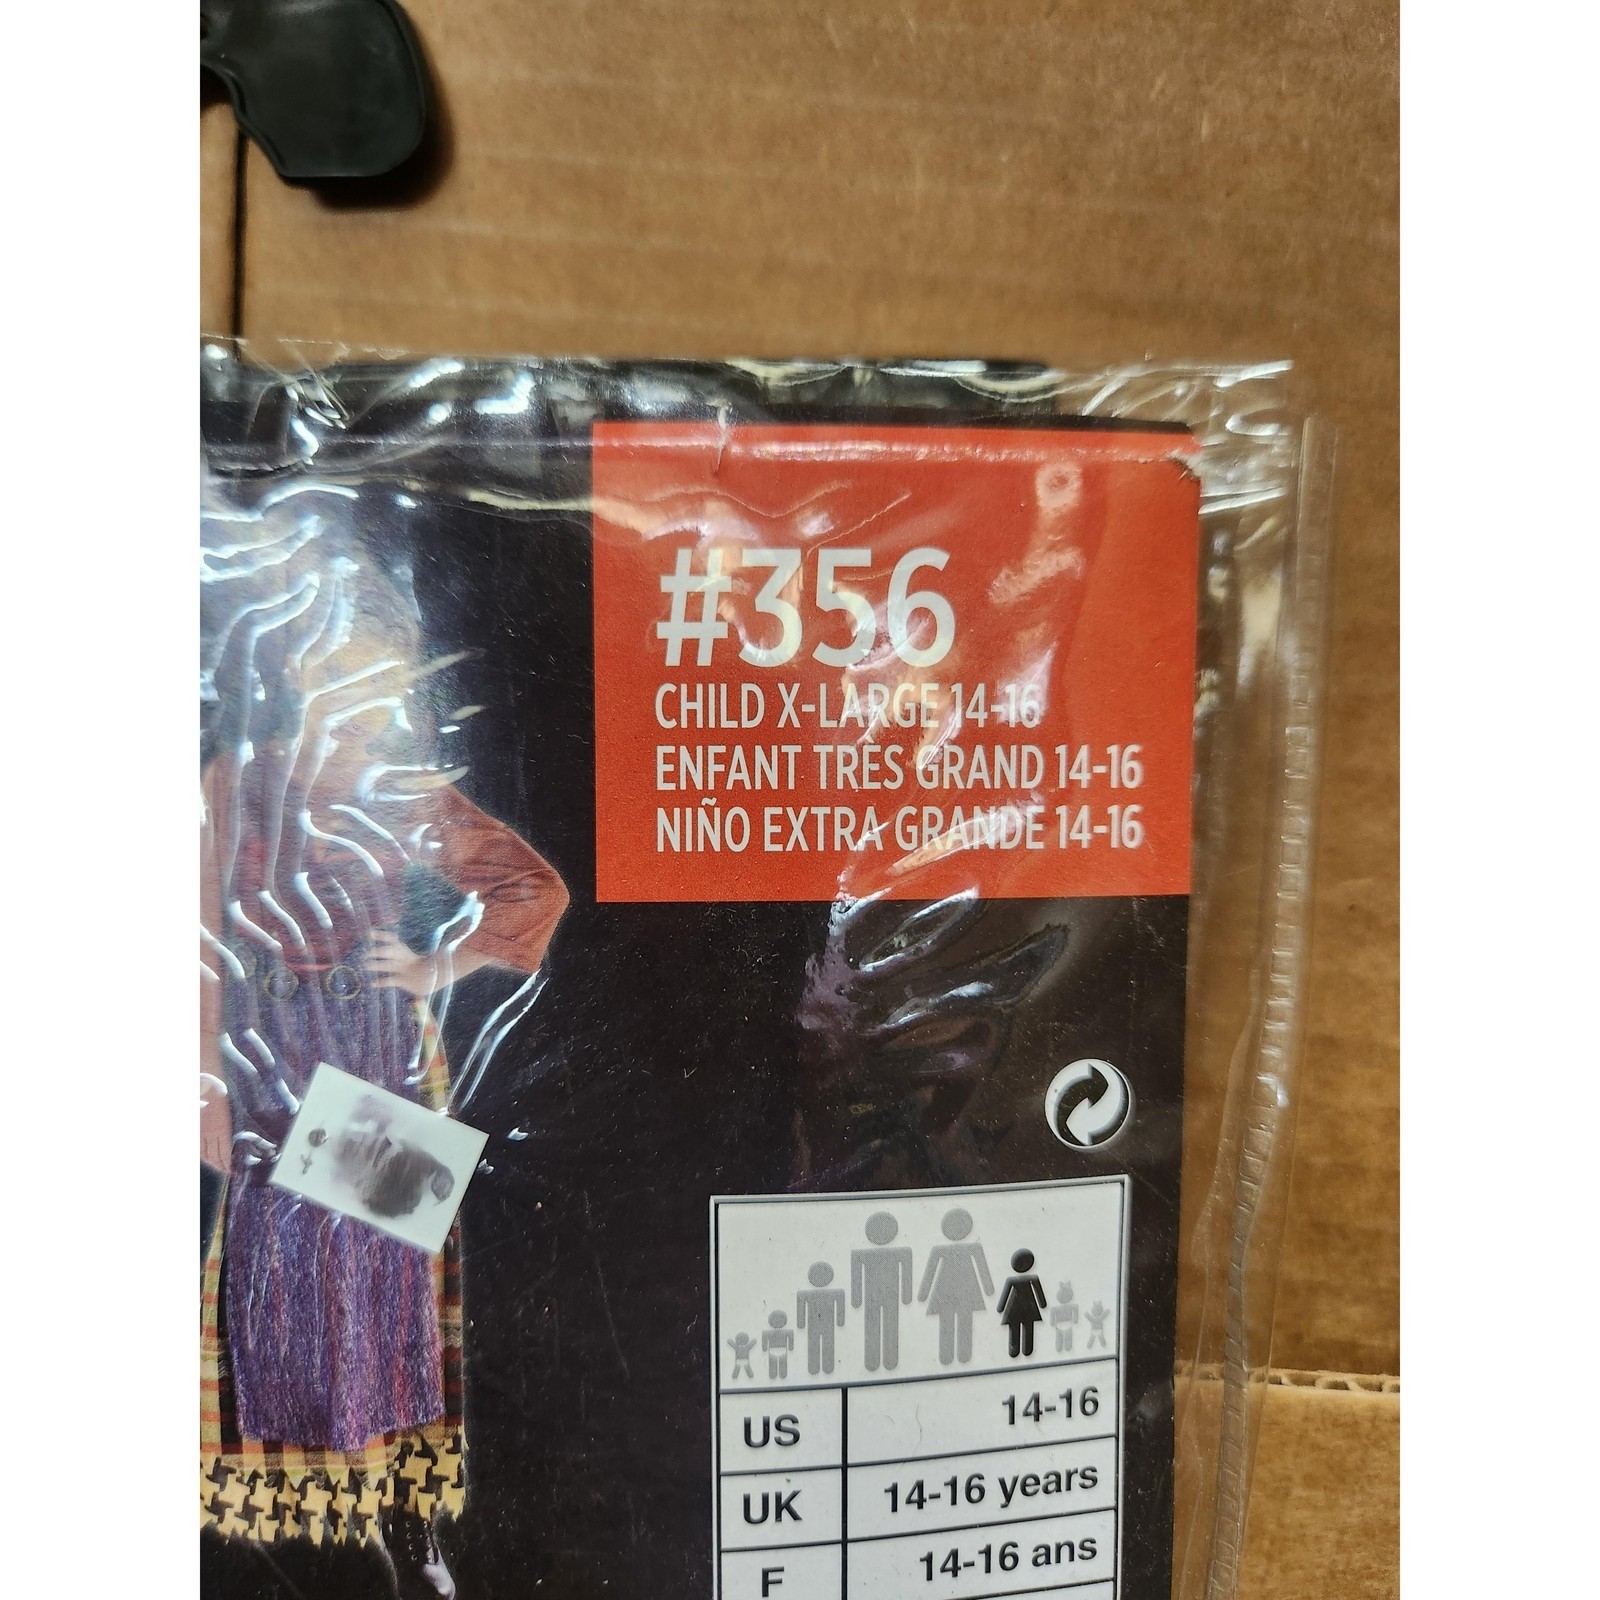 #356
CHILD X-LARGE 14-16
ENFANT TRÈS GRAND 14-16
NIÑO EXTRA GRANDE 14-16
US 14-16
UK 14-16 years
F 14-16 ans